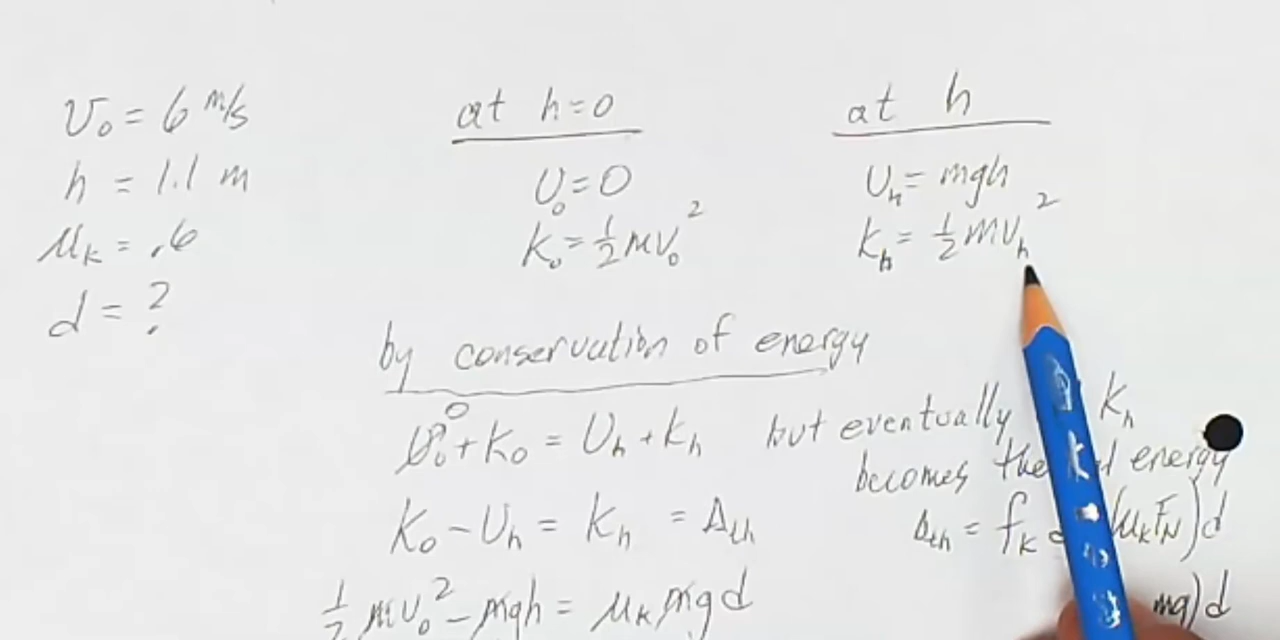 v₀ = 6 m/s
h = 1.1 m
μₖ = .6
d = ?
at h=0
U₀ = 0
K₀ = ½mv₀²
at h
Uₕ = mgh
Kₕ = ½mvₕ²
by conservation of energy
U₀⁰ + K₀ = Uₕ + Kₕ
K₀ - Uₕ = Kₕ = Δth
½mv₀² - mgh = μₖmgd
but eventually Kₕ
becomes energy
Δth = fₖ (μₖFN)d
mg)d